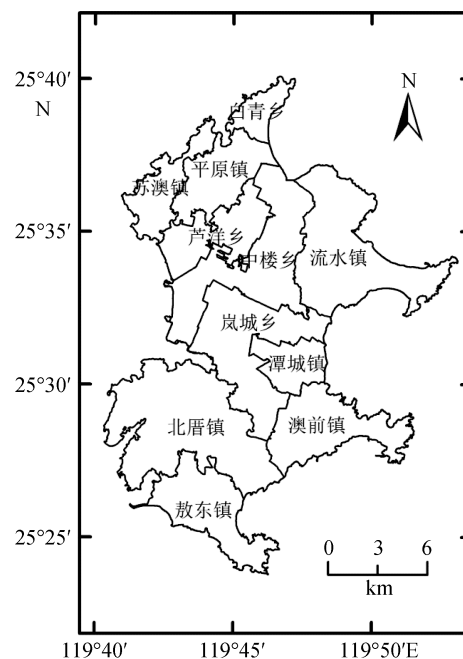 25°40′
N
N
白青乡
平原镇
苏澳镇
25°35′
芦洋乡
中楼乡
流水镇
岚城乡
潭城镇
25°30′
北厝镇
澳前镇
敖东镇
25°25′
0 3 6
km
119°40′ 119°45′ 119°50′E